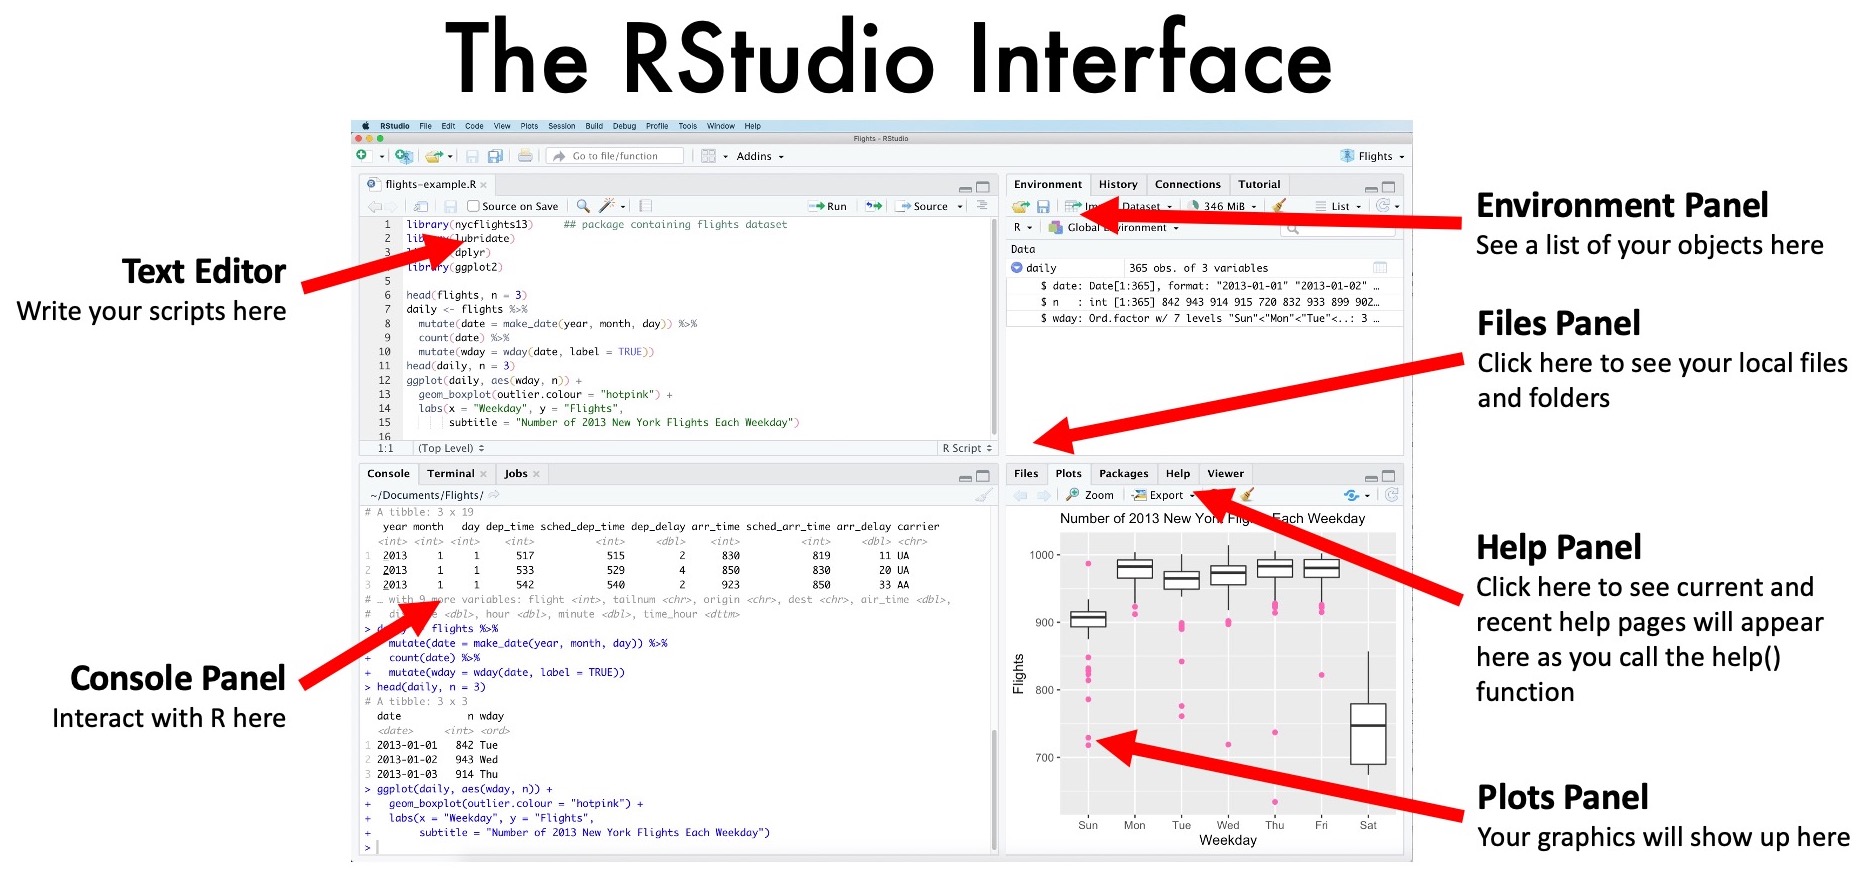 The RStudio Interface
RStudio File Edit Code View Plots Session Build Debug Profile Tools Window Help
Flights - RStudio
Go to file/function Addins Flights
flights-example.R
Source on Save Run Source
1 library(nycflights13) ## package containing flights dataset
2 lubridate)
3 dplyr)
library(ggplot2)
5
6 head(flights, n = 3)
7 daily <- flights %>%
8 mutate(date = make_date(year, month, day)) %>%
9 count(date) %>%
10 mutate(wday = wday(date, label = TRUE))
11 head(daily, n = 3)
12 ggplot(daily, aes(wday, n)) +
13 geom_boxplot(outlier.colour = "hotpink") +
14 labs(x = "Weekday", y = "Flights",
15 subtitle = "Number of 2013 New York Flights Each Weekday")
16
1:1 (Top Level) R Script
Text Editor
Write your scripts here
Environment History Connections Tutorial
Dataset 346 MiB List
R Global Environment
Data
daily 365 obs. of 3 variables
$ date: Date[1:365], format: "2013-01-01" "2013-01-02" …
$ n : int [1:365] 842 943 914 915 720 832 933 899 902…
$ wday: Ord.factor w/ 7 levels "Sun"<"Mon"<"Tue"<..: 3 …
Environment Panel
See a list of your objects here
Files Panel
Click here to see your local files
and folders
Console Terminal Jobs
~/Documents/Flights/
# A tibble: 3 x 19
year month day dep_time sched_dep_time dep_delay arr_time sched_arr_time arr_delay carrier
<int> <int> <int> <int> <int> <dbl> <int> <int> <dbl> <chr>
1 2013 1 1 517 515 2 830 819 11 UA
2 2013 1 1 533 529 4 850 830 20 UA
3 2013 1 1 542 540 2 923 850 33 AA
# … with 9 more variables: flight <int>, tailnum <chr>, origin <chr>, dest <chr>, air_time <dbl>,
# <dbl>, hour <dbl>, minute <dbl>, time_hour <dttm>
> flights %>%
mutate(date = make_date(year, month, day)) %>%
+ count(date) %>%
+ mutate(wday = wday(date, label = TRUE))
> head(daily, n = 3)
# A tibble: 3 x 3
date n wday
<date> <int> <ord>
1 2013-01-01 842 Tue
2 2013-01-02 943 Wed
3 2013-01-03 914 Thu
> ggplot(daily, aes(wday, n)) +
+ geom_boxplot(outlier.colour = "hotpink") +
+ labs(x = "Weekday", y = "Flights",
+ subtitle = "Number of 2013 New York Flights Each Weekday")
>
Console Panel
Interact with R here
Files Plots Packages Help Viewer
Zoom Export
Number of 2013 New York Flights Each Weekday
1000
900
800
700
Flights
Sun Mon Tue Wed Thu Fri Sat
Weekday
Help Panel
Click here to see current and
recent help pages will appear
here as you call the help()
function
Plots Panel
Your graphics will show up here